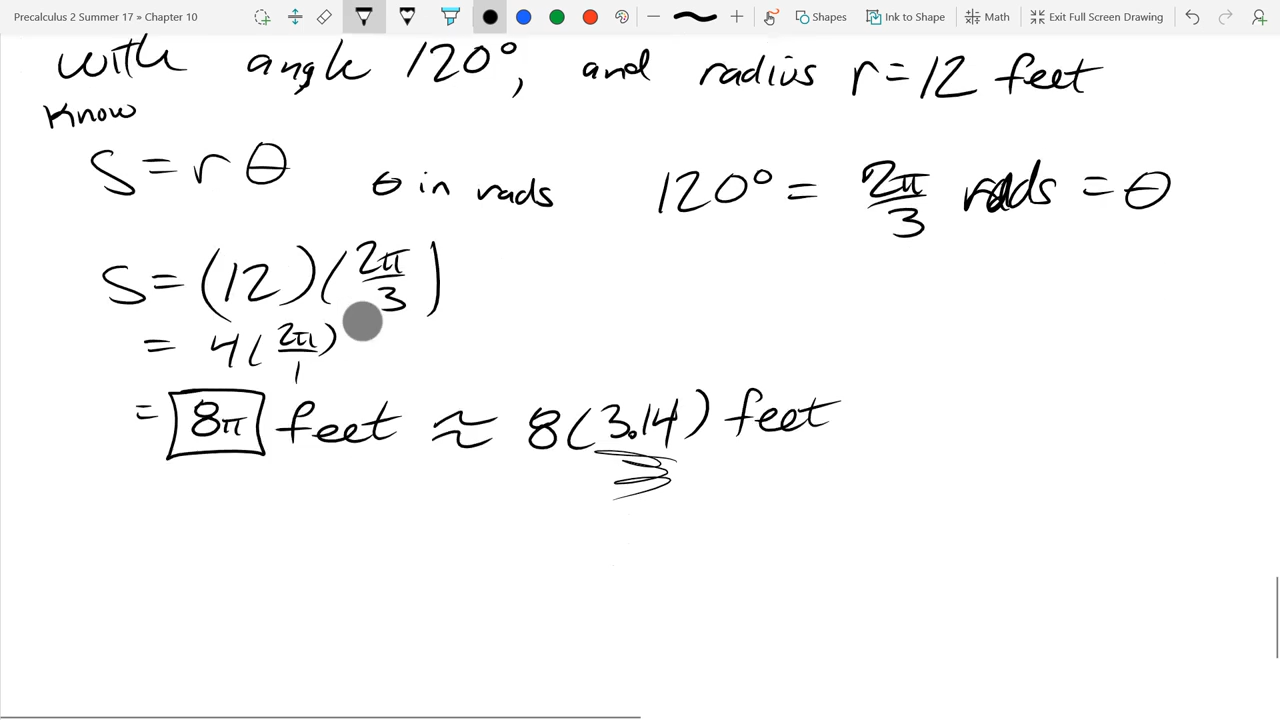 Precalculus 2 Summer 17 » Chapter 10 Shapes Ink to Shape Math Exit Full Screen Drawing
with angle 120°, and radius r = 12 feet
Know
S = r θ θ in rads 120° = 2π/3 rads = θ
S = (12)(2π/3)
= 4(2π/1)
= 8π feet ≈ 8(3.14) feet